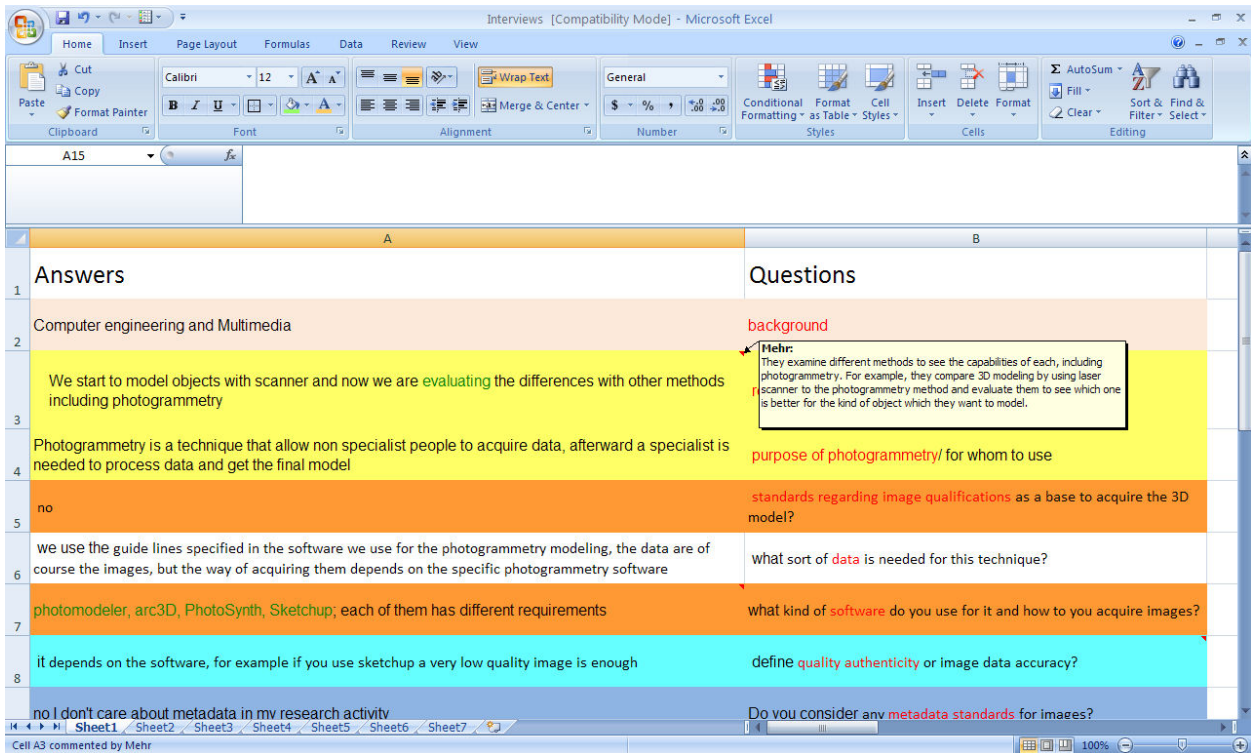 Interviews [Compatibility Mode] - Microsoft Excel
Home Insert Page Layout Formulas Data Review View
Cut
Copy
Format Painter
Paste
Clipboard
Calibri 12 A A
B I U A
Font
Wrap Text
Merge & Center
Alignment
General
$ % , .00 .0
Number
Conditional Formatting
Format as Table
Cell Styles
Styles
Insert Delete Format
Cells
Σ AutoSum
Fill
Clear
Sort & Filter
Find & Select
Editing
A15 fx
A B
1 Answers Questions
2 Computer engineering and Multimedia background
3 We start to model objects with scanner and now we are evaluating the differences with other methods
including photogrammetry
Mehr:
They examine different methods to see the capabilities of each, including
photogrammetry. For example, they compare 3D modeling by using laser
scanner to the photogrammetry method and evaluate them to see which one
is better for the kind of object which they want to model.
4 Photogrammetry is a technique that allow non specialist people to acquire data, afterward a specialist is
needed to process data and get the final model
purpose of photogrammetry/ for whom to use
5 no
standards regarding image qualifications as a base to acquire the 3D
model?
6 we use the guide lines specified in the software we use for the photogrammetry modeling, the data are of
course the images, but the way of acquiring them depends on the specific photogrammetry software
what sort of data is needed for this technique?
7 photomodeler, arc3D, PhotoSynth, Sketchup; each of them has different requirements
what kind of software do you use for it and how to you acquire images?
8 it depends on the software, for example if you use sketchup a very low quality image is enough
define quality authenticity or image data accuracy?
no I don't care about metadata in my research activity
Do you consider any metadata standards for images?
Sheet1 Sheet2 Sheet3 Sheet4 Sheet5 Sheet6 Sheet7
Cell A3 commented by Mehr 100%